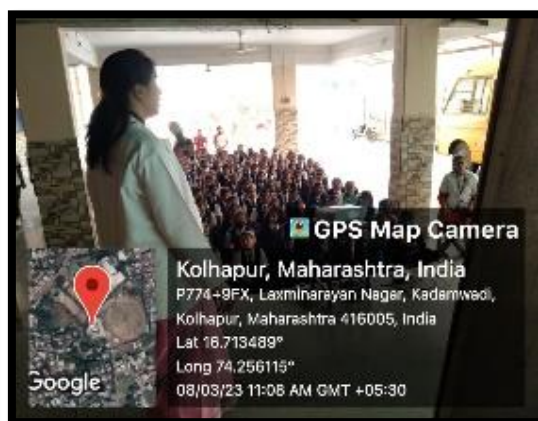 GPS Map Camera
Kolhapur, Maharashtra, India
P774+9FX, Laxminarayan Nagar, Kadamwadi,
Kolhapur, Maharashtra 416005, India
Lat 16.713489°
Long 74.256115°
08/03/23 11:08 AM GMT +05:30
Google